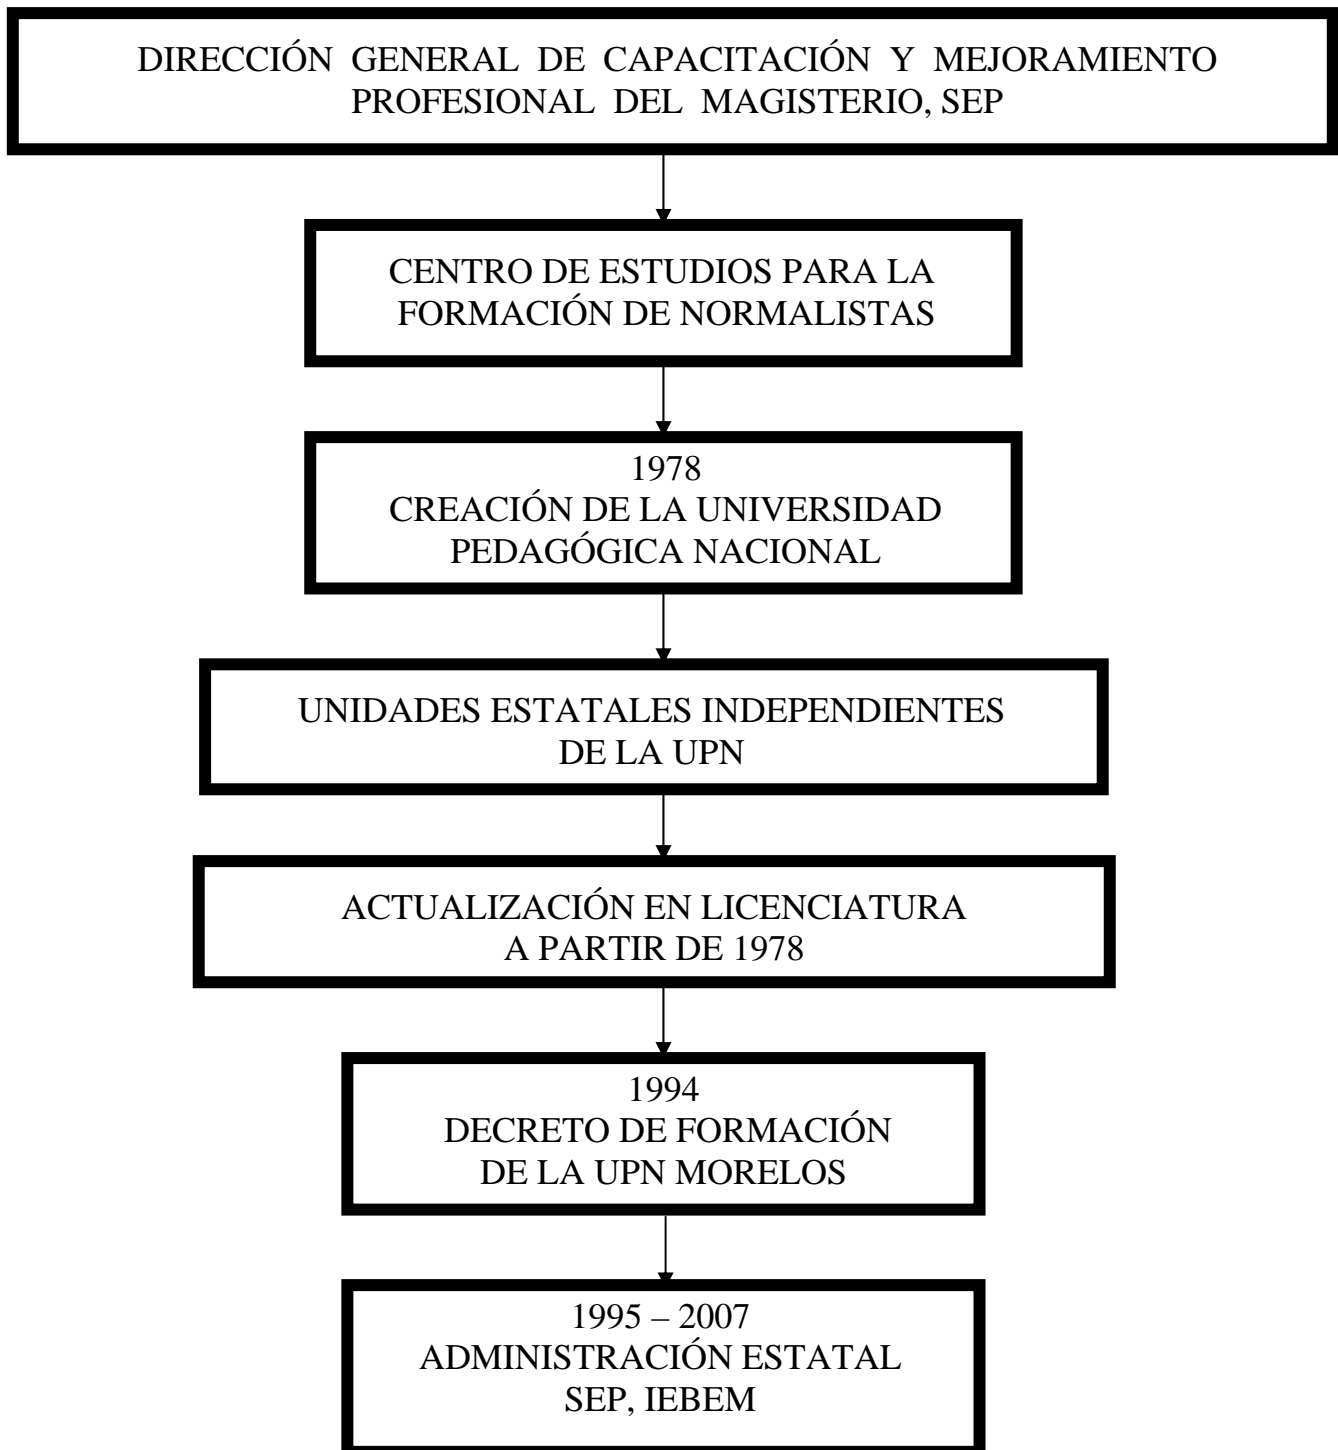 DIRECCIÓN GENERAL DE CAPACITACIÓN Y MEJORAMIENTO
PROFESIONAL DEL MAGISTERIO, SEP
CENTRO DE ESTUDIOS PARA LA
FORMACIÓN DE NORMALISTAS
1978
CREACIÓN DE LA UNIVERSIDAD
PEDAGÓGICA NACIONAL
UNIDADES ESTATALES INDEPENDIENTES
DE LA UPN
ACTUALIZACIÓN EN LICENCIATURA
A PARTIR DE 1978
1994
DECRETO DE FORMACIÓN
DE LA UPN MORELOS
1995 – 2007
ADMINISTRACIÓN ESTATAL
SEP, IEBEM